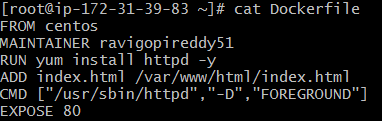 [root@ip-172-31-39-83 ~]# cat Dockerfile
FROM centos
MAINTAINER ravigopireddy51
RUN yum install httpd -y
ADD index.html /var/www/html/index.html
CMD ["/usr/sbin/httpd","-D","FOREGROUND"]
EXPOSE 80